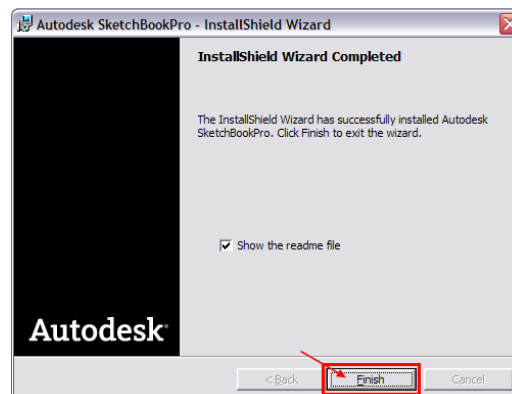 Autodesk SketchBookPro - InstallShield Wizard
InstallShield Wizard Completed
The InstallShield Wizard has successfully installed Autodesk
SketchBookPro. Click Finish to exit the wizard.
Show the readme file
Autodesk
< Back Finish Cancel